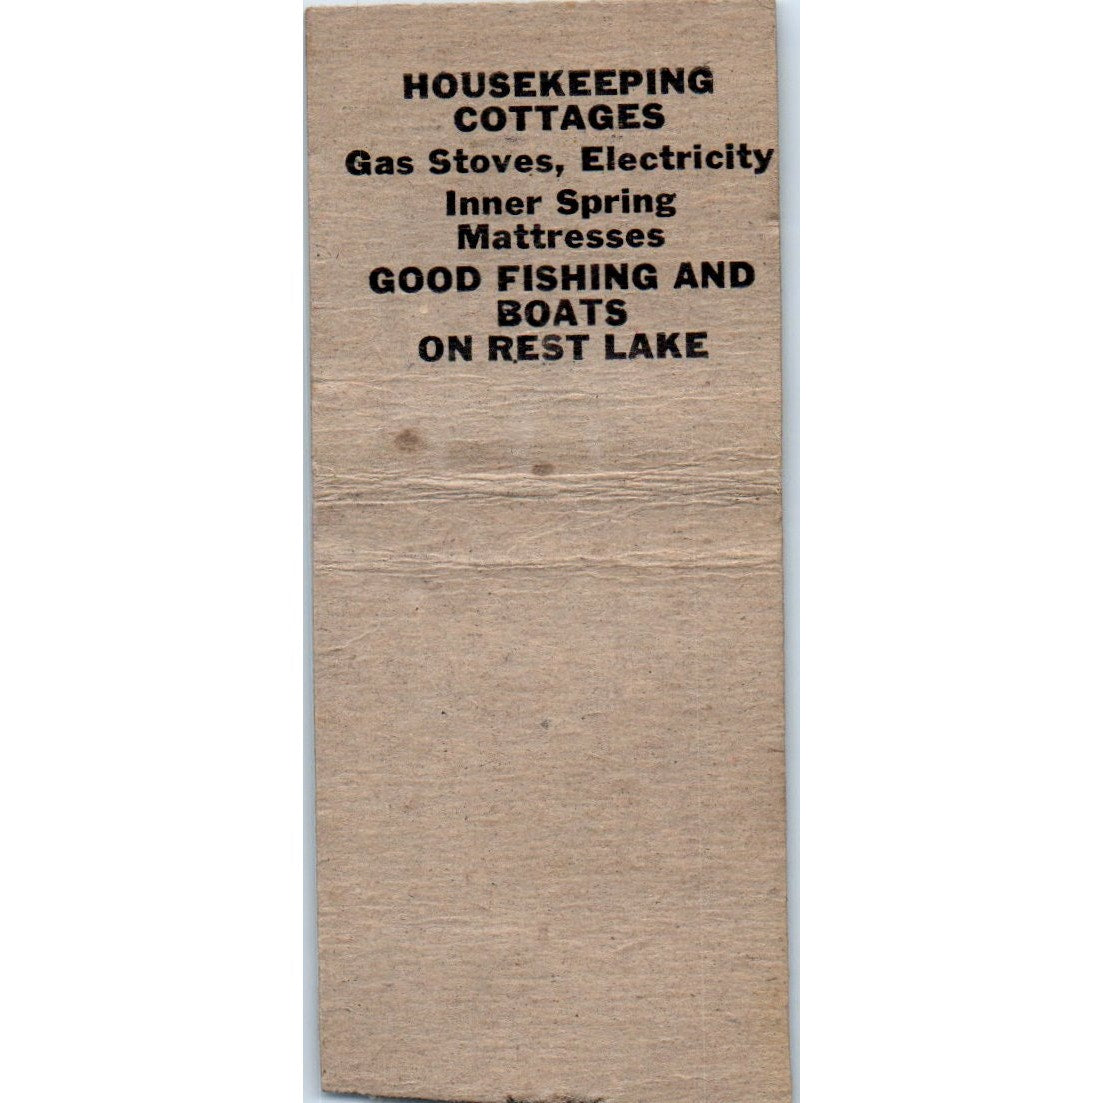 HOUSEKEEPING
COTTAGES
Gas Stoves, Electricity
Inner Spring
Mattresses
GOOD FISHING AND
BOATS
ON REST LAKE